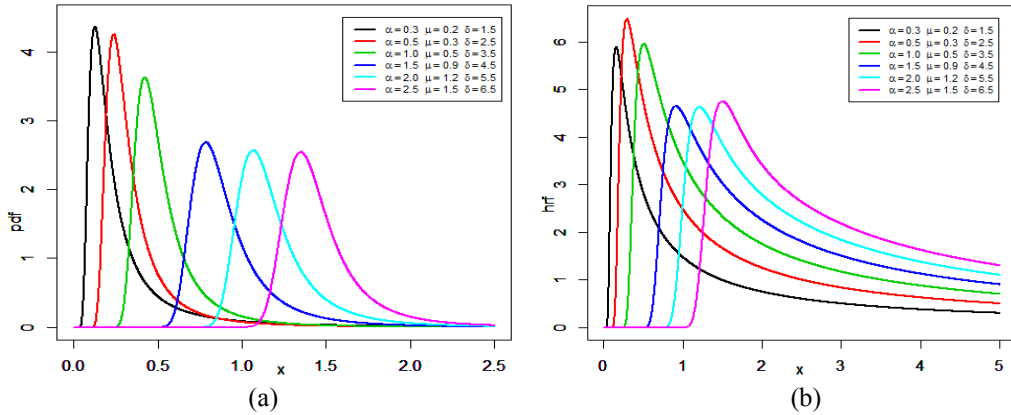 α=0.3 μ=0.2 δ=1.5
α=0.5 μ=0.3 δ=2.5
α=1.0 μ=0.5 δ=3.5
α=1.5 μ=0.9 δ=4.5
α=2.0 μ=1.2 δ=5.5
α=2.5 μ=1.5 δ=6.5
pdf
0 1 2 3 4
0.0 0.5 1.0 1.5 2.0 2.5
x
(a)
α=0.3 μ=0.2 δ=1.5
α=0.5 μ=0.3 δ=2.5
α=1.0 μ=0.5 δ=3.5
α=1.5 μ=0.9 δ=4.5
α=2.0 μ=1.2 δ=5.5
α=2.5 μ=1.5 δ=6.5
hrf
0 1 2 3 4 5 6
0 1 2 3 4 5
x
(b)